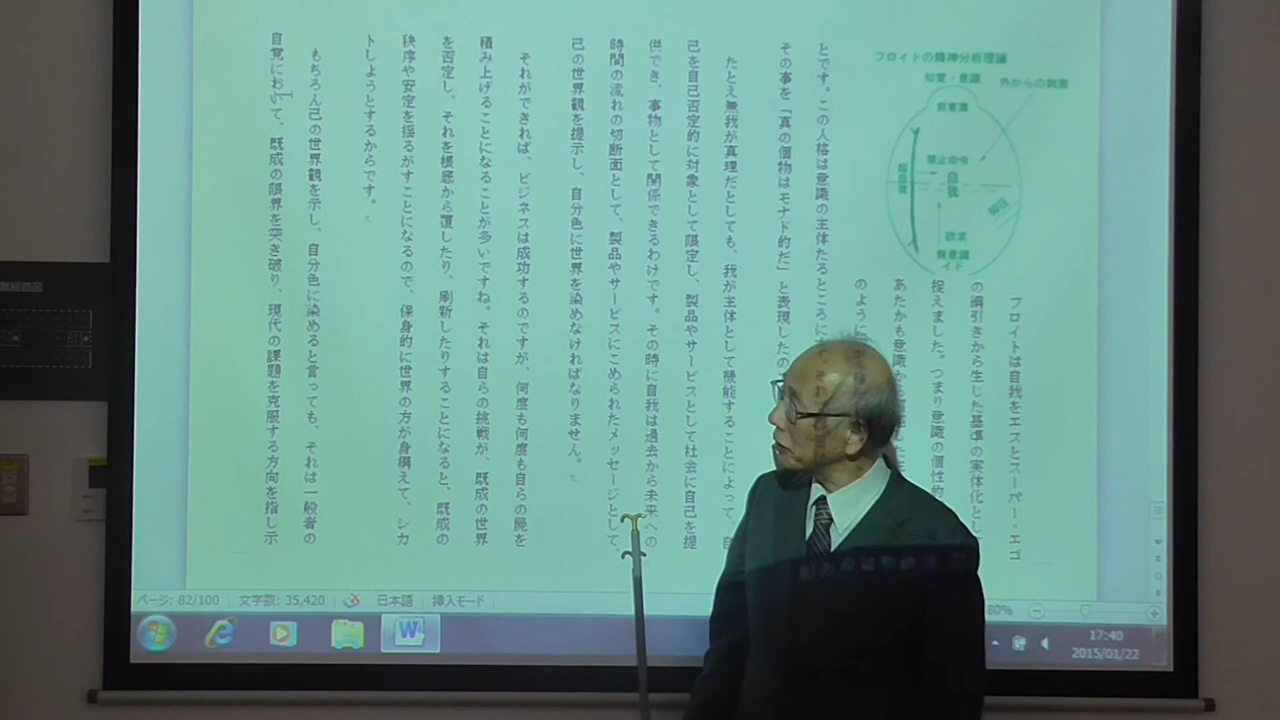 フロイトの精神分析理論
知覚・意識
外からの刺激
前意識
禁止命令
超自我
自我
抑圧
欲求
無意識
イド
フロイトは自我をエスとスーパー・エゴ
の綱引きから生じた基準の実体化とし
捉えました。つまり意識の個性的
あたかも意識か
のように
とです。この人格は意識の主体たるところに
その事を「真の個物はモナド的だ」と表現したの
たとえ無我が真理だとしても、我が主体として機能することによって、自
己を自己否定的に対象として限定し、製品やサービスとして社会に自己を提
供でき、事物として関係できるわけです。その時に自我は過去から未来への
時間の流れの切断面として、製品やサービスにこめられたメッセージとして、
己の世界観を提示し、自分色に世界を染めなければなりません。
それができれば、ビジネスは成功するのですが、何度も何度も自らの屍を
積み上げることになることが多いですね。それは自らの挑戦が、既成の世界
を否定し、それを根底から覆したり、刷新したりすることになると、既成の
秩序や安定を揺るがすことになるので、保身的に世界の方が身構えて、シカ
トしようとするからです。
もちろん己の世界観を示し、自分色に染めると言っても、それは一般者の
自覚において、既成の限界を突き破り、現代の課題を克服する方向を指し示
ページ: 82/100 文字数: 35,420 日本語 挿入モード
80%
17:40
2015/01/22
難経路図